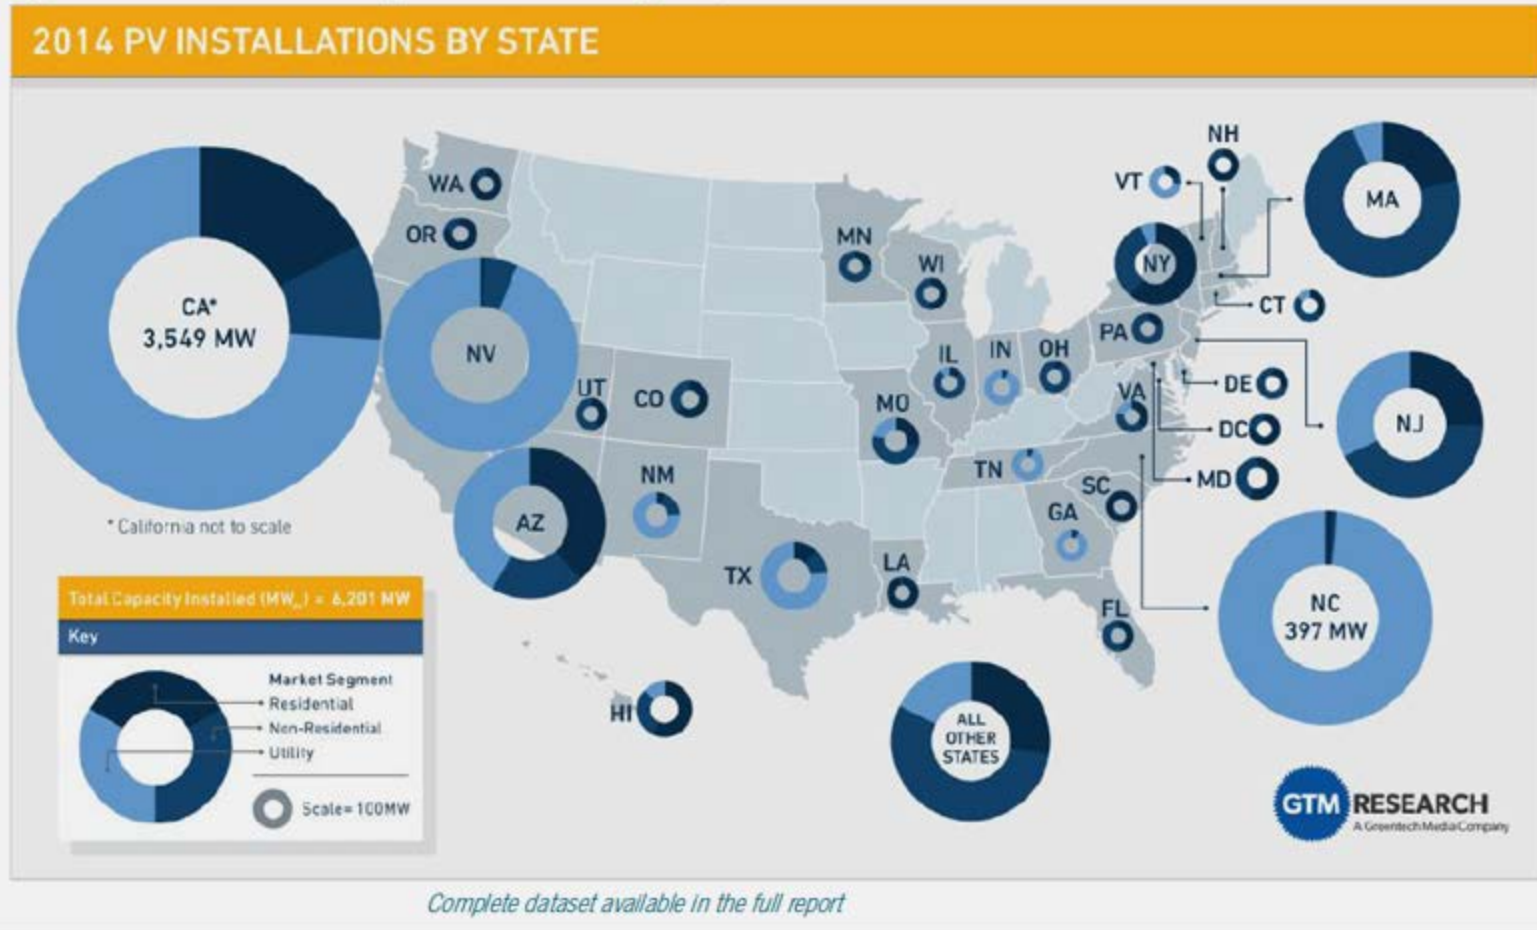 2014 PV INSTALLATIONS BY STATE
CA*
3,549 MW
* California not to scale
WA
OR
NV
UT
CO
AZ
NM
TX
MN
WI
IL
IN
OH
MO
TN
LA
GA
SC
FL
HI
VA
PA
NY
VT
NH
MA
CT
DE
DC
MD
NJ
NC
397 MW
ALL
OTHER
STATES
Total Capacity Installed (MWdc) = 6,201 MW
Key
Market Segment
Residential
Non-Residential
Utility
Scale= 100MW
GTM RESEARCH
A Greentech Media Company
Complete dataset available in the full report